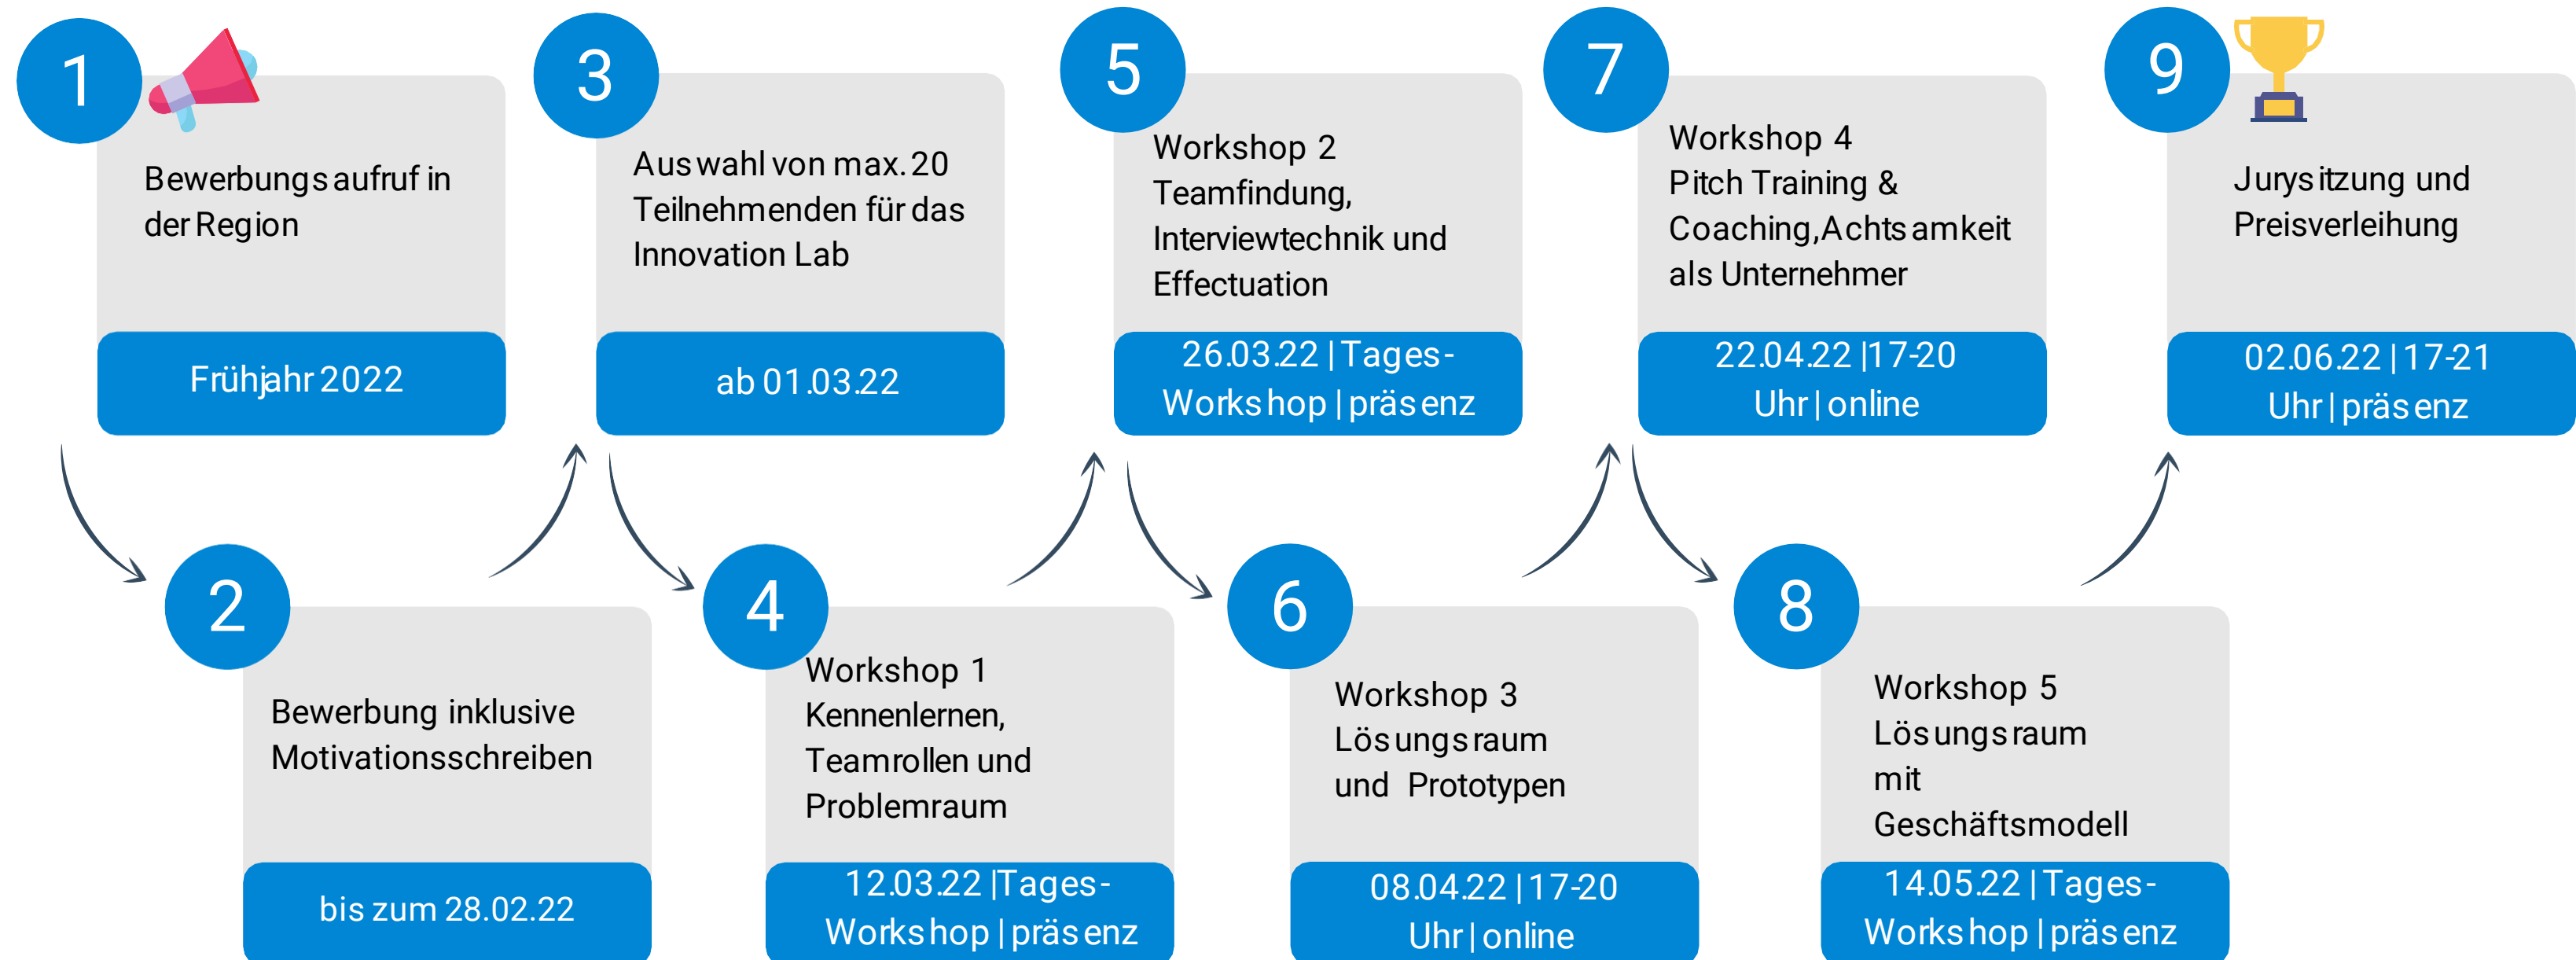 1
Bewerbungsaufruf in
der Region
Frühjahr 2022
2
Bewerbung inklusive
Motivationsschreiben
bis zum 28.02.22
3
Auswahl von max. 20
Teilnehmenden für das
Innovation Lab
ab 01.03.22
4
Workshop 1
Kennenlernen,
Teamrollen und
Problemraum
12.03.22 |Tages-
Workshop | präsenz
5
Workshop 2
Teamfindung,
Interviewtechnik und
Effectuation
26.03.22 | Tages-
Workshop | präsenz
6
Workshop 3
Lösungsraum
und Prototypen
08.04.22 | 17-20
Uhr | online
7
Workshop 4
Pitch Training &
Coaching,Achtsamkeit
als Unternehmer
22.04.22 |17-20
Uhr | online
8
Workshop 5
Lösungsraum
mit
Geschäftsmodell
14.05.22 | Tages-
Workshop | präsenz
9
Jurysitzung und
Preisverleihung
02.06.22 | 17-21
Uhr | präsenz